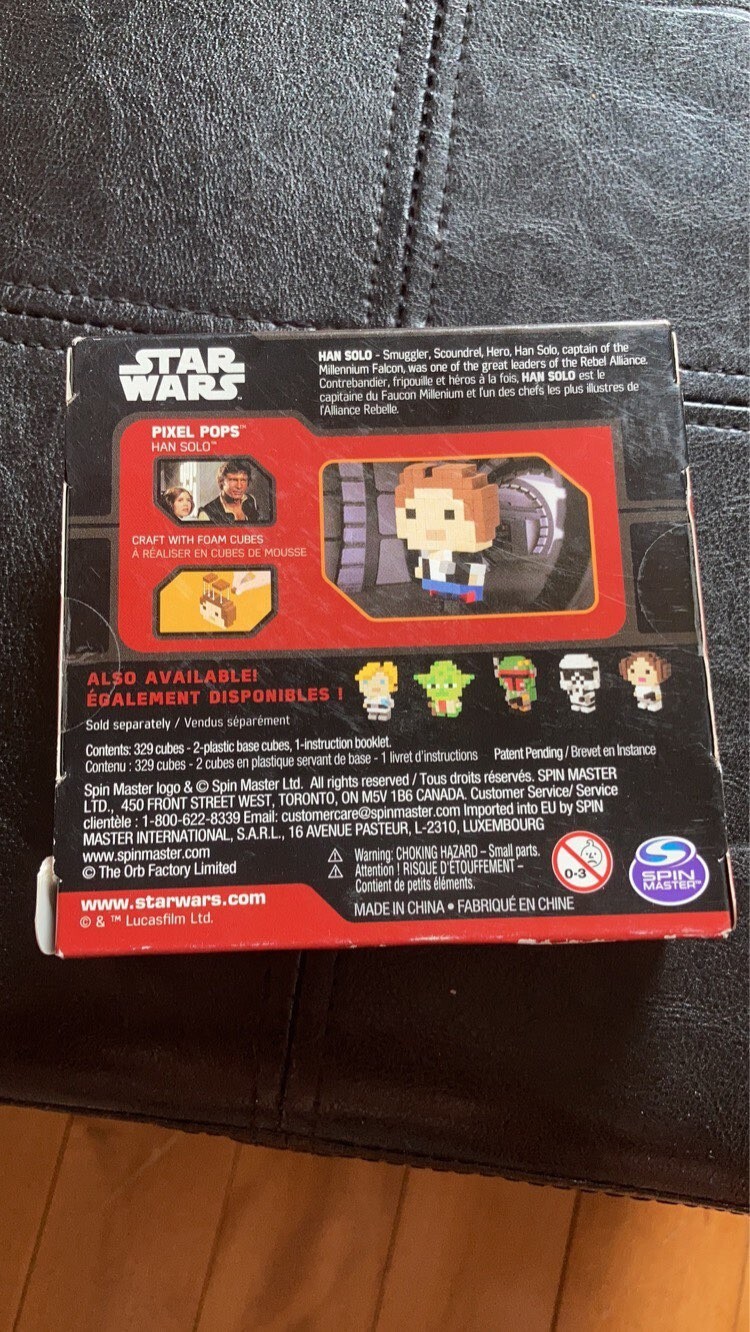 STAR
WARS
HAN SOLO - Smuggler, Scoundrel, Hero, Han Solo, captain of the
Millennium Falcon, was one of the great leaders of the Rebel Alliance.
Contrebandier, fripouille et héros à la fois, HAN SOLO est le
capitaine du Faucon Millenium et l'un des chefs les plus illustres de
l'Alliance Rebelle.
PIXEL POPS™
HAN SOLO™
CRAFT WITH FOAM CUBES
À RÉALISER EN CUBES DE MOUSSE
ALSO AVAILABLE!
ÉGALEMENT DISPONIBLES !
Sold separately / Vendus séparément
Contents: 329 cubes - 2-plastic base cubes, 1-instruction booklet.
Contenu : 329 cubes - 2 cubes en plastique servant de base - 1 livret d'instructions Patent Pending / Brevet en Instance
Spin Master logo & © Spin Master Ltd. All rights reserved / Tous droits réservés. SPIN MASTER
LTD., 450 FRONT STREET WEST, TORONTO, ON M5V 1B6 CANADA. Customer Service/ Service
clientèle : 1-800-622-8339 Email: customercare@spinmaster.com Imported into EU by SPIN
MASTER INTERNATIONAL, S.A.R.L., 16 AVENUE PASTEUR, L-2310, LUXEMBOURG
www.spinmaster.com
© The Orb Factory Limited
Warning: CHOKING HAZARD – Small parts.
Attention ! RISQUE D'ÉTOUFFEMENT –
Contient de petits éléments.
0-3
SPIN
MASTER™
www.starwars.com
© & ™ Lucasfilm Ltd.
MADE IN CHINA • FABRIQUÉ EN CHINE